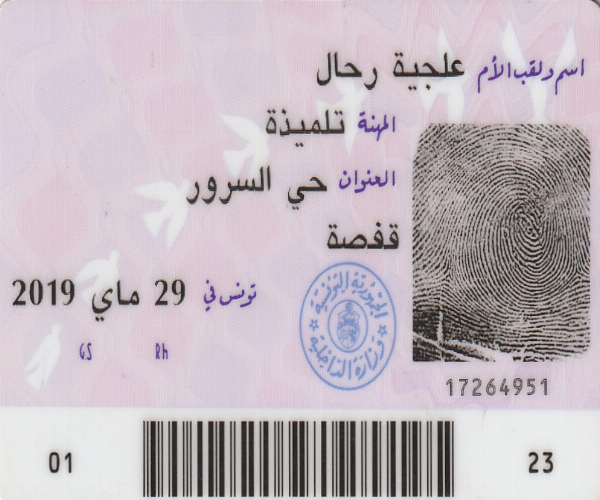 اسم ولقب الأم علجية رحال
المهنة تلميذة
العنوان حي السرور
قفصة
تونس في 29 ماي 2019
GS Rh
الجمهورية التونسية
وزارة الداخلية
17264951
01 23